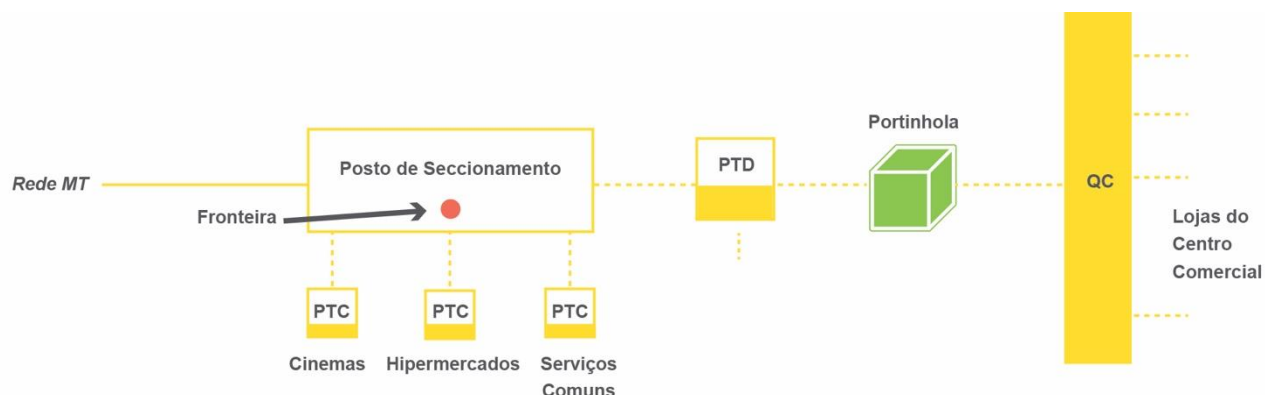 Rede MT
Posto de Seccionamento
Fronteira
PTD
Portinhola
QC
Lojas do
Centro
Comercial
PTC
PTC
PTC
Cinemas
Hipermercados
Serviços
Comuns